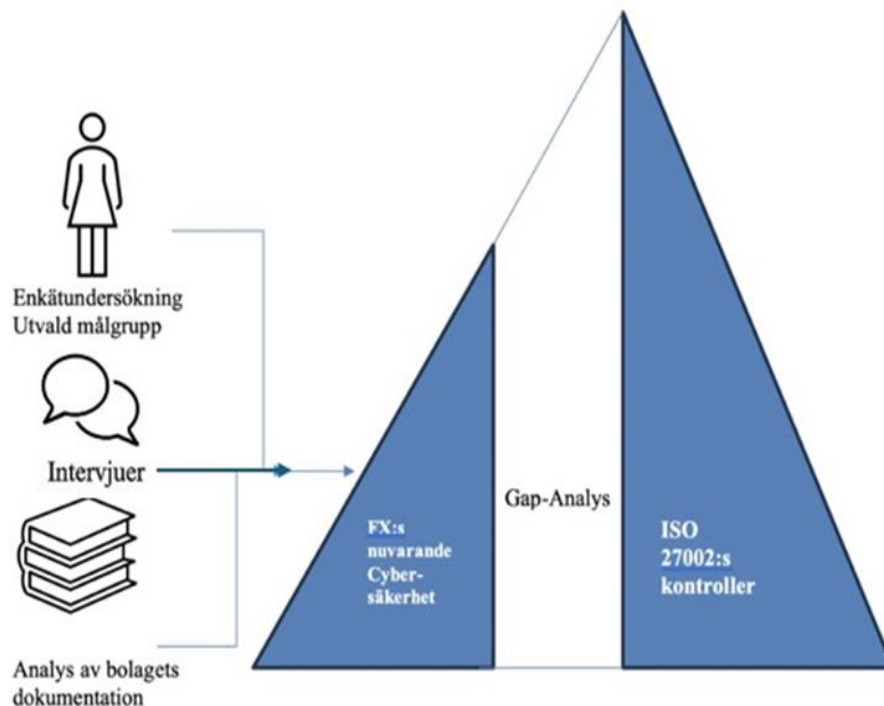 Enkätundersökning
Utvald målgrupp
Intervjuer
Analys av bolagets
dokumentation
FX:s
nuvarande
Cyber-
säkerhet
Gap-Analys
ISO
27002:s
kontroller